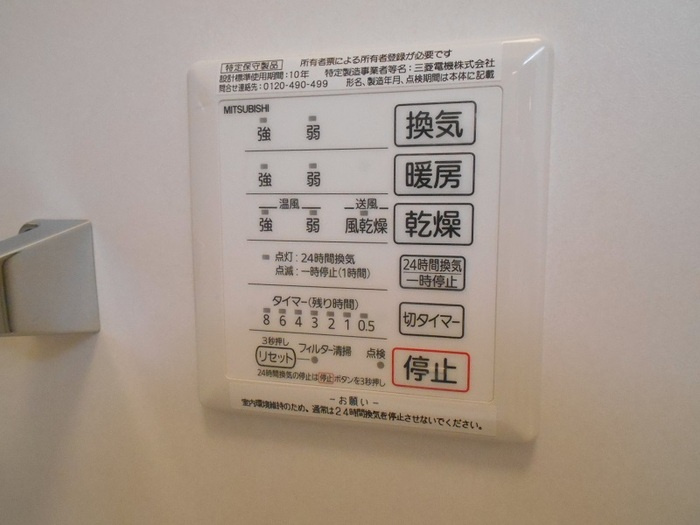 特定保守製品 所有者票による所有者登録が必要です
設計標準使用期間:10年 特定製造事業者等名:三菱電機株式会社
問合せ連絡先:0120-490-499 形名、製造年月、点検期間は本体に記載
MITSUBISHI
強 弱 換気
強 弱 暖房
温風 送風
強 弱 風乾燥 乾燥
点灯:24時間換気
点滅:一時停止(1時間)
24時間換気
一時停止
タイマー(残り時間)
8 6 4 3 2 1 0.5
切タイマー
3秒押し
リセット フィルター清掃 点検
停止
24時間換気の停止は停止ボタンを3秒押し
-お願い-
室内環境維持のため、通常は24時間換気を停止させないでください。